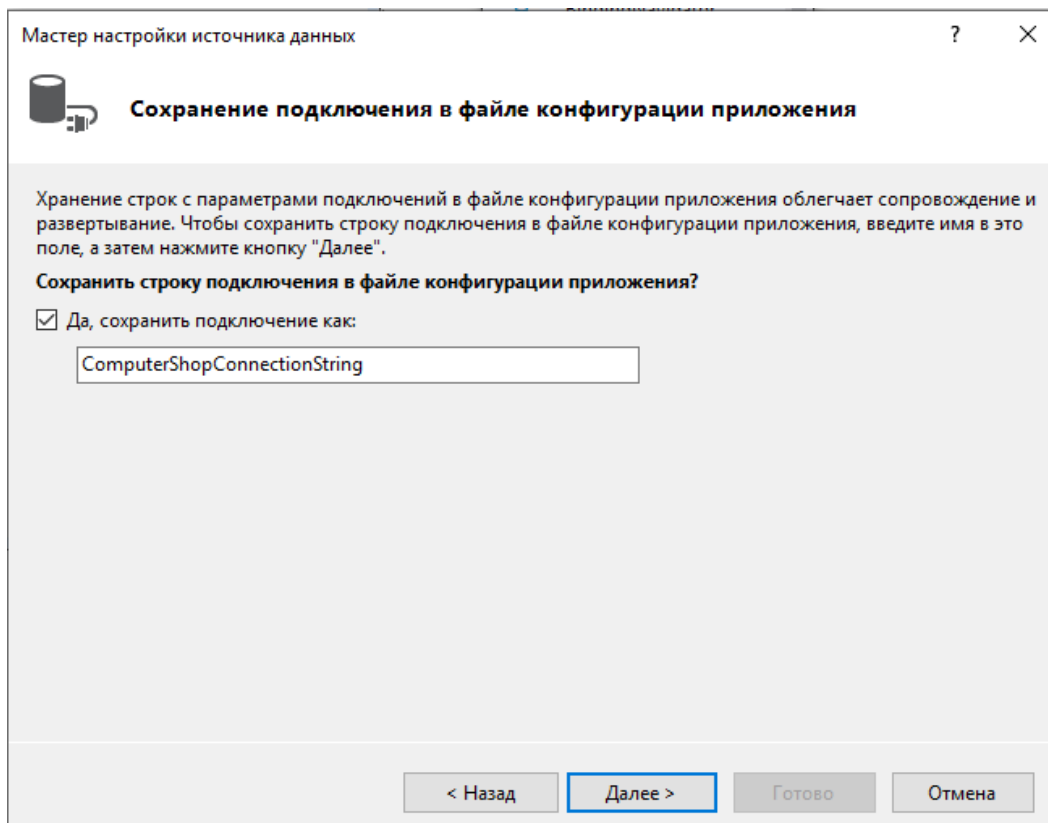 Мастер настройки источника данных
?
Сохранение подключения в файле конфигурации приложения
Хранение строк с параметрами подключений в файле конфигурации приложения облегчает сопровождение и
развертывание. Чтобы сохранить строку подключения в файле конфигурации приложения, введите имя в это
поле, а затем нажмите кнопку "Далее".
Сохранить строку подключения в файле конфигурации приложения?
Да, сохранить подключение как:
ComputerShopConnectionString
< Назад
Далее >
Готово
Отмена